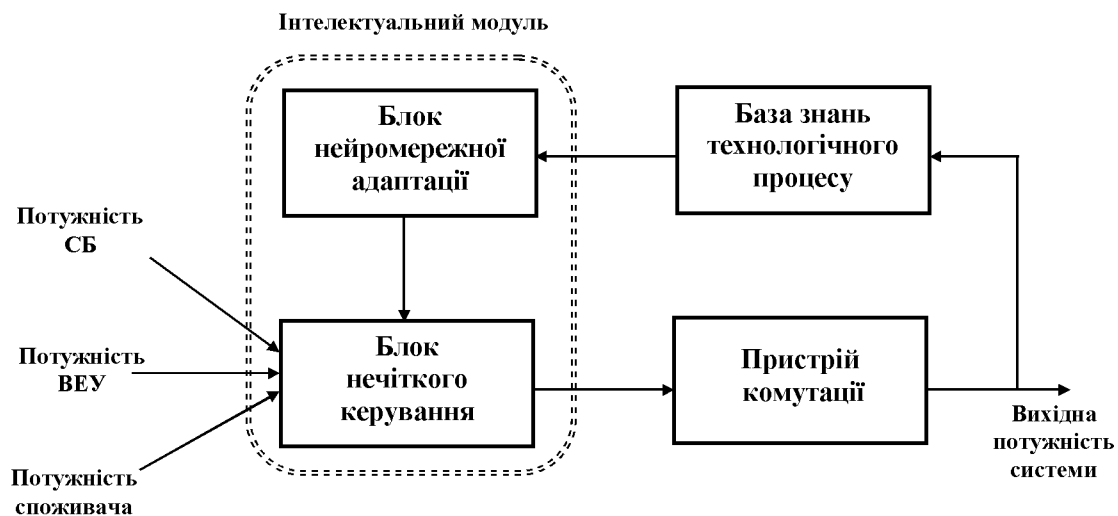 Інтелектуальний модуль
Блок
нейромережної
адаптації
База знань
технологічного
процесу
Потужність
СБ
Потужність
ВЕУ
Потужність
споживача
Блок
нечіткого
керування
Пристрій
комутації
Вихідна
потужність
системи